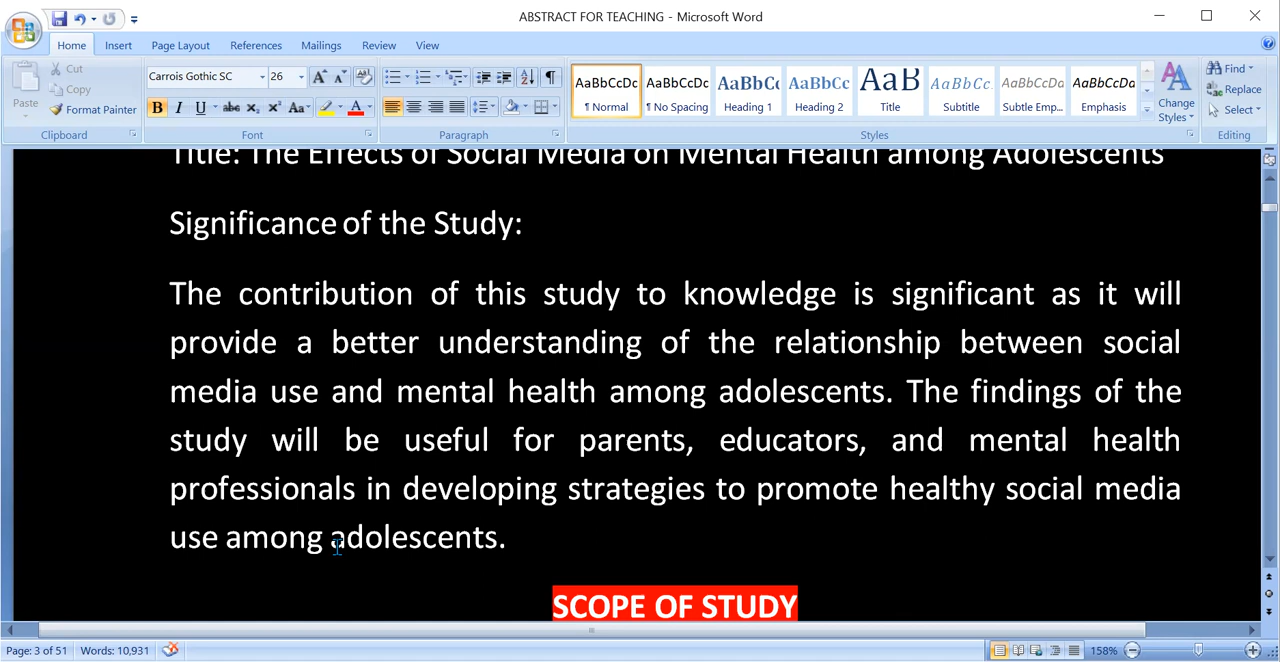 ABSTRACT FOR TEACHING - Microsoft Word
Home Insert Page Layout References Mailings Review View
Paste
Cut
Copy
Format Painter
Clipboard
Carrois Gothic SC 26
B I U abc x₂ x² Aa
Font
Paragraph
AaBbCcDc AaBbCcDc AaBbCc AaBbCc AaB AaBbCc. AaBbCcDa AaBbCcDa
¶ Normal ¶ No Spacing Heading 1 Heading 2 Title Subtitle Subtle Emp... Emphasis
Change
Styles
Styles
Find
Replace
Select
Editing
Title: The Effects of Social Media on Mental Health among Adolescents
Significance of the Study:
The contribution of this study to knowledge is significant as it will
provide a better understanding of the relationship between social
media use and mental health among adolescents. The findings of the
study will be useful for parents, educators, and mental health
professionals in developing strategies to promote healthy social media
use among adolescents.
SCOPE OF STUDY
Page: 3 of 51 Words: 10,931 158%